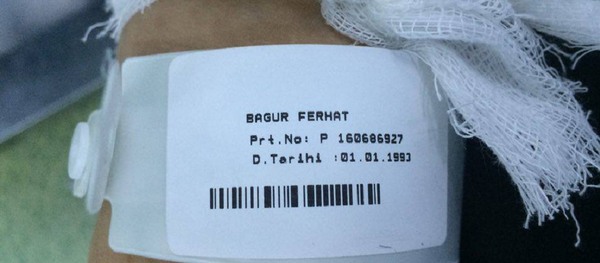 BAGUR FERHAT
Prt.No: P 160686927
D.Tarihi :01.01.1993